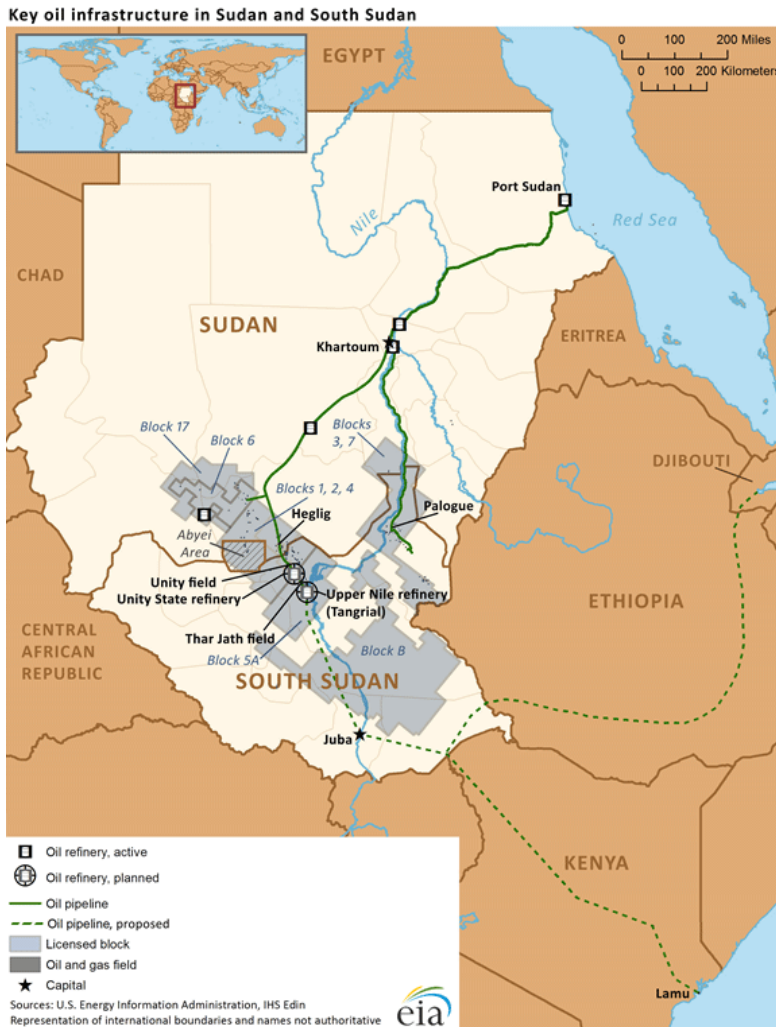 Key oil infrastructure in Sudan and South Sudan
EGYPT
0 100 200 Miles
0 100 200 Kilometers
Port Sudan
Nile
Red Sea
CHAD
SUDAN
ERITREA
Khartoum
Block 17
Block 6
Blocks
3, 7
DJIBOUTI
Blocks 1, 2, 4
Heglig
Palogue
Abyei
Area
Unity field
Unity State refinery
Upper Nile refinery
(Tangrial)
ETHIOPIA
CENTRAL
AFRICAN
REPUBLIC
Thar Jath field
Block 5A
Block B
SOUTH SUDAN
Juba
KENYA
Lamu
Oil refinery, active
Oil refinery, planned
Oil pipeline
Oil pipeline, proposed
Licensed block
Oil and gas field
Capital
Sources: U.S. Energy Information Administration, IHS Edin
Representation of international boundaries and names not authoritative
eia